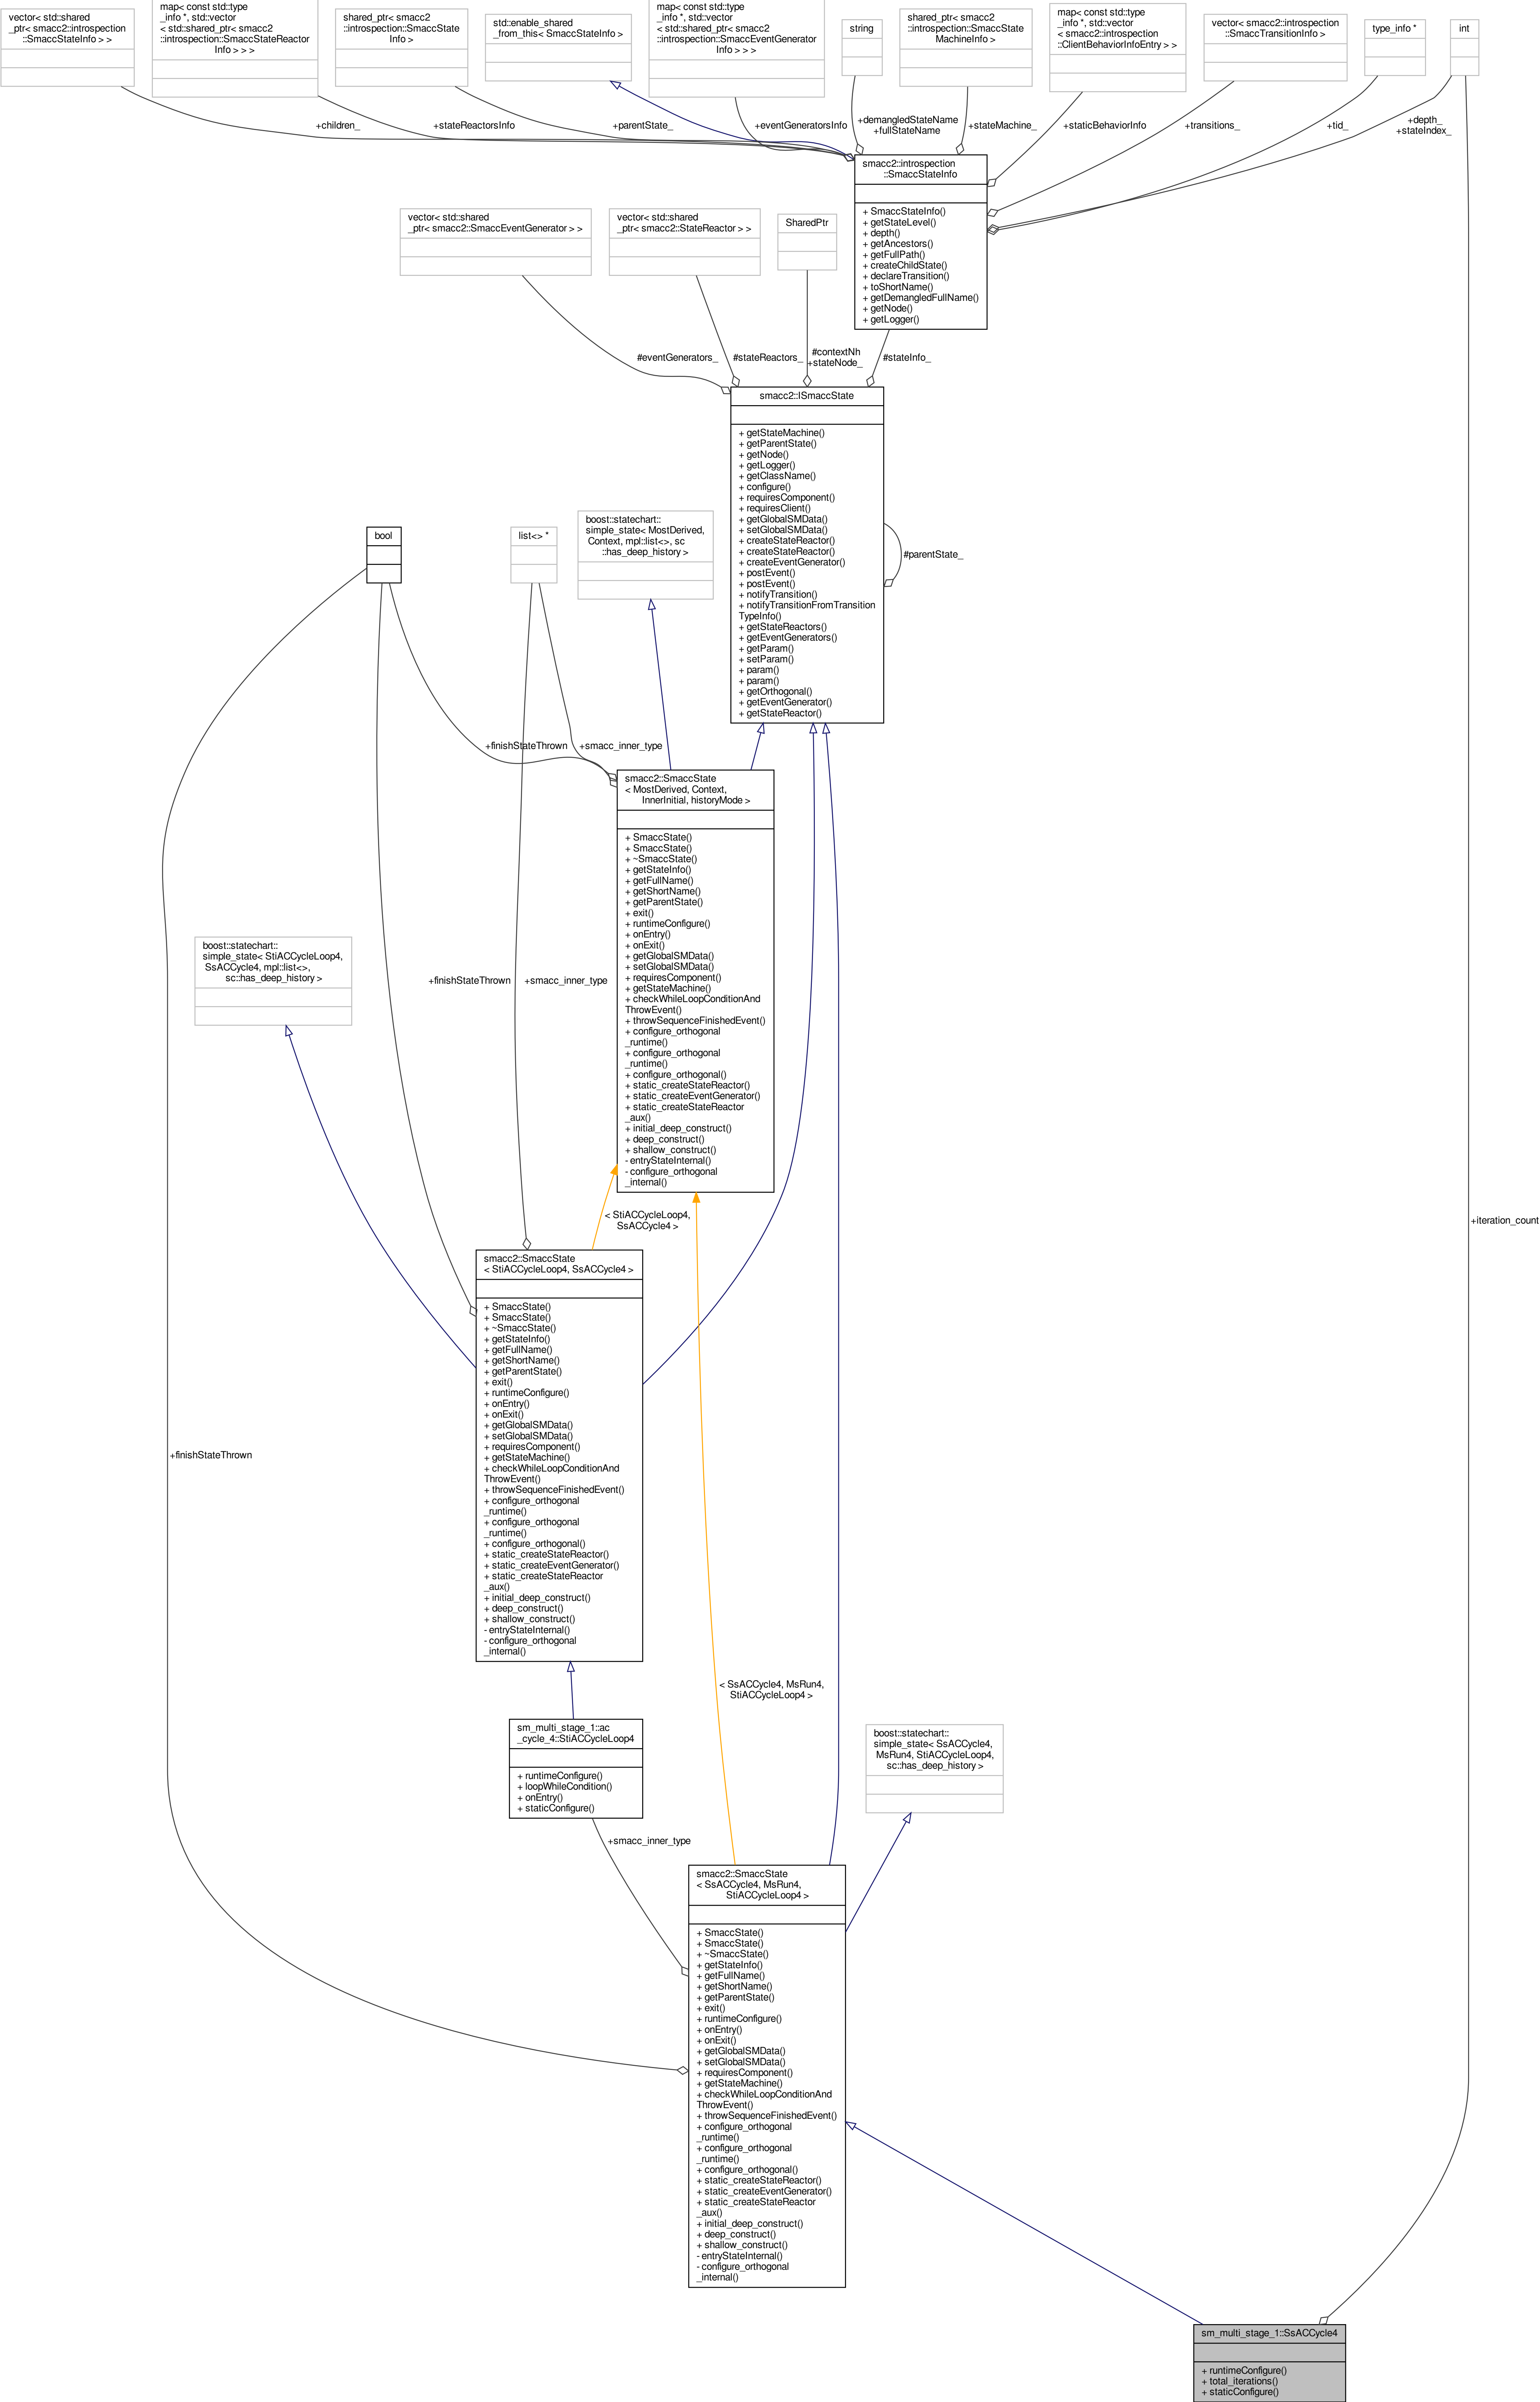 vector< std::shared
_ptr< smacc2::introspection
::SmaccStateInfo > >
map< const std::type
_info *, std::vector
< std::shared_ptr< smacc2
::introspection::SmaccStateReactor
Info > > >
shared_ptr< smacc2
::introspection::SmaccState
Info >
std::enable_shared
_from_this< SmaccStateInfo >
map< const std::type
_info *, std::vector
< std::shared_ptr< smacc2
::introspection::SmaccEventGenerator
Info > > >
string
shared_ptr< smacc2
::introspection::SmaccState
MachineInfo >
map< const std::type
_info *, std::vector
< smacc2::introspection
::ClientBehaviorInfoEntry > >
vector< smacc2::introspection
::SmaccTransitionInfo >
type_info *
int
+children_
+stateReactorsInfo
+parentState_
+eventGeneratorsInfo
+demangledStateName
+fullStateName
+stateMachine_
+staticBehaviorInfo
+transitions_
+tid_
+depth_
+stateIndex_
smacc2::introspection
::SmaccStateInfo
+ SmaccStateInfo()
+ getStateLevel()
+ depth()
+ getAncestors()
+ getFullPath()
+ createChildState()
+ declareTransition()
+ toShortName()
+ getDemangledFullName()
+ getNode()
+ getLogger()
vector< std::shared
_ptr< smacc2::SmaccEventGenerator > >
vector< std::shared
_ptr< smacc2::StateReactor > >
SharedPtr
#eventGenerators_
#stateReactors_
#contextNh
+stateNode_
#stateInfo_
smacc2::ISmaccState
+ getStateMachine()
+ getParentState()
+ getNode()
+ getLogger()
+ getClassName()
+ configure()
+ requiresComponent()
+ requiresClient()
+ getGlobalSMData()
+ setGlobalSMData()
+ createStateReactor()
+ createStateReactor()
+ createEventGenerator()
+ postEvent()
+ postEvent()
+ notifyTransition()
+ notifyTransitionFromTransition
TypeInfo()
+ getStateReactors()
+ getEventGenerators()
+ getParam()
+ setParam()
+ param()
+ param()
+ getOrthogonal()
+ getEventGenerator()
+ getStateReactor()
#parentState_
bool
list<> *
boost::statechart::
simple_state< MostDerived,
Context, mpl::list<>, sc
::has_deep_history >
+finishStateThrown
+smacc_inner_type
smacc2::SmaccState
< MostDerived, Context,
InnerInitial, historyMode >
+ SmaccState()
+ SmaccState()
+ ~SmaccState()
+ getStateInfo()
+ getFullName()
+ getShortName()
+ getParentState()
+ exit()
+ runtimeConfigure()
+ onEntry()
+ onExit()
+ getGlobalSMData()
+ setGlobalSMData()
+ requiresComponent()
+ getStateMachine()
+ checkWhileLoopConditionAnd
ThrowEvent()
+ throwSequenceFinishedEvent()
+ configure_orthogonal
_runtime()
+ configure_orthogonal
_runtime()
+ configure_orthogonal()
+ static_createStateReactor()
+ static_createEventGenerator()
+ static_createStateReactor
_aux()
+ initial_deep_construct()
+ deep_construct()
+ shallow_construct()
- entryStateInternal()
- configure_orthogonal
_internal()
boost::statechart::
simple_state< StiACCycleLoop4,
SsACCycle4, mpl::list<>,
sc::has_deep_history >
+finishStateThrown
+smacc_inner_type
< StiACCycleLoop4,
SsACCycle4 >
+iteration_count
smacc2::SmaccState
< StiACCycleLoop4, SsACCycle4 >
+ SmaccState()
+ SmaccState()
+ ~SmaccState()
+ getStateInfo()
+ getFullName()
+ getShortName()
+ getParentState()
+ exit()
+ runtimeConfigure()
+ onEntry()
+ onExit()
+ getGlobalSMData()
+ setGlobalSMData()
+ requiresComponent()
+ getStateMachine()
+ checkWhileLoopConditionAnd
ThrowEvent()
+ throwSequenceFinishedEvent()
+ configure_orthogonal
_runtime()
+ configure_orthogonal
_runtime()
+ configure_orthogonal()
+ static_createStateReactor()
+ static_createEventGenerator()
+ static_createStateReactor
_aux()
+ initial_deep_construct()
+ deep_construct()
+ shallow_construct()
- entryStateInternal()
- configure_orthogonal
_internal()
+finishStateThrown
< SsACCycle4, MsRun4,
StiACCycleLoop4 >
sm_multi_stage_1::ac
_cycle_4::StiACCycleLoop4
+ runtimeConfigure()
+ loopWhileCondition()
+ onEntry()
+ staticConfigure()
boost::statechart::
simple_state< SsACCycle4,
MsRun4, StiACCycleLoop4,
sc::has_deep_history >
+smacc_inner_type
smacc2::SmaccState
< SsACCycle4, MsRun4,
StiACCycleLoop4 >
+ SmaccState()
+ SmaccState()
+ ~SmaccState()
+ getStateInfo()
+ getFullName()
+ getShortName()
+ getParentState()
+ exit()
+ runtimeConfigure()
+ onEntry()
+ onExit()
+ getGlobalSMData()
+ setGlobalSMData()
+ requiresComponent()
+ getStateMachine()
+ checkWhileLoopConditionAnd
ThrowEvent()
+ throwSequenceFinishedEvent()
+ configure_orthogonal
_runtime()
+ configure_orthogonal
_runtime()
+ configure_orthogonal()
+ static_createStateReactor()
+ static_createEventGenerator()
+ static_createStateReactor
_aux()
+ initial_deep_construct()
+ deep_construct()
+ shallow_construct()
- entryStateInternal()
- configure_orthogonal
_internal()
sm_multi_stage_1::SsACCycle4
+ runtimeConfigure()
+ total_iterations()
+ staticConfigure()